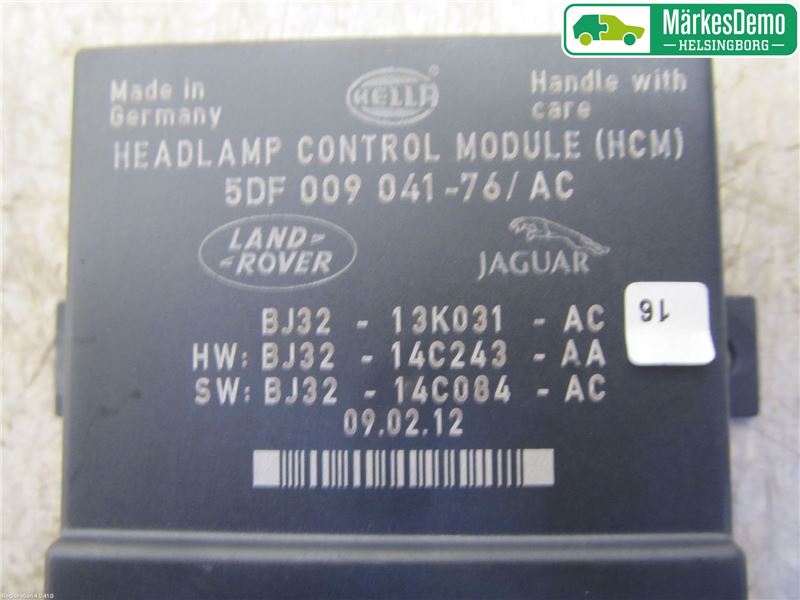 MärkesDemo
HELSINGBORG
Made in
Germany
HELLA
®
Handle with
care
HEADLAMP CONTROL MODULE (HCM)
5DF 009 041-76/ AC
LAND-
ROVER
JAGUAR
BJ32 - 13K031 - AC
16
HW: BJ32 - 14C243 - AA
SW: BJ32 - 14C084 - AC
09.02.12